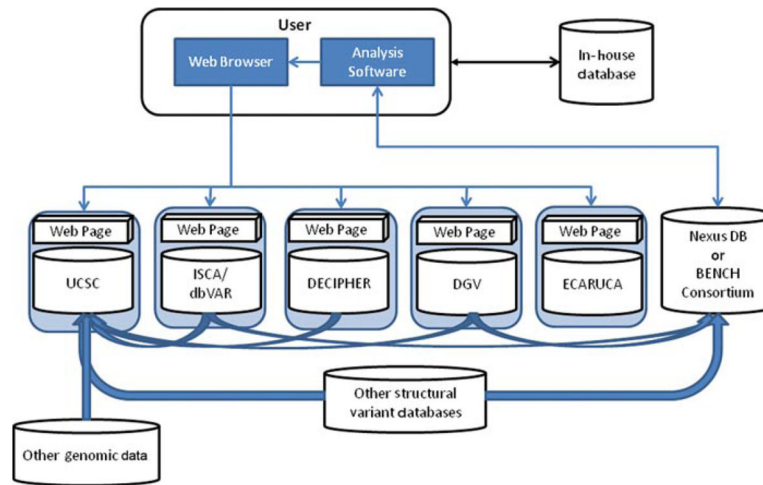 User
Web Browser
Analysis
Software
In-house
database
Web Page
Web Page
Web Page
Web Page
Web Page
UCSC
ISCA/
dbVAR
DECIPHER
DGV
ECARUCA
Nexus DB
or
BENCH
Consortium
Other structural
variant databases
Other genomic data